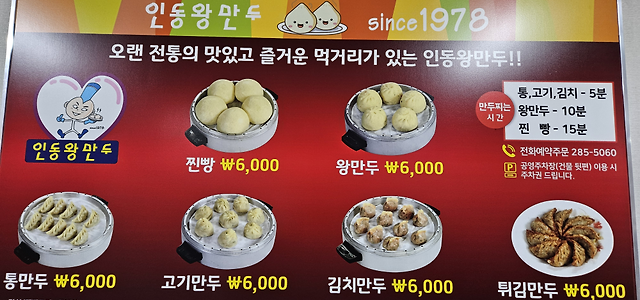 인동왕만두 since1978
오랜 전통의 맛있고 즐거운 먹거리가 있는 인동왕만두!!
인동왕만두
찐빵 ₩6,000
왕만두 ₩6,000
만두찌는
시간
통,고기,김치 - 5분
왕만두 - 10분
찐 빵 - 15분
전화예약주문 285-5060
P 공영주차장(건물 뒷편) 이용 시
주차권 드립니다.
통만두 ₩6,000
고기만두 ₩6,000
김치만두 ₩6,000
튀김만두 ₩6,000